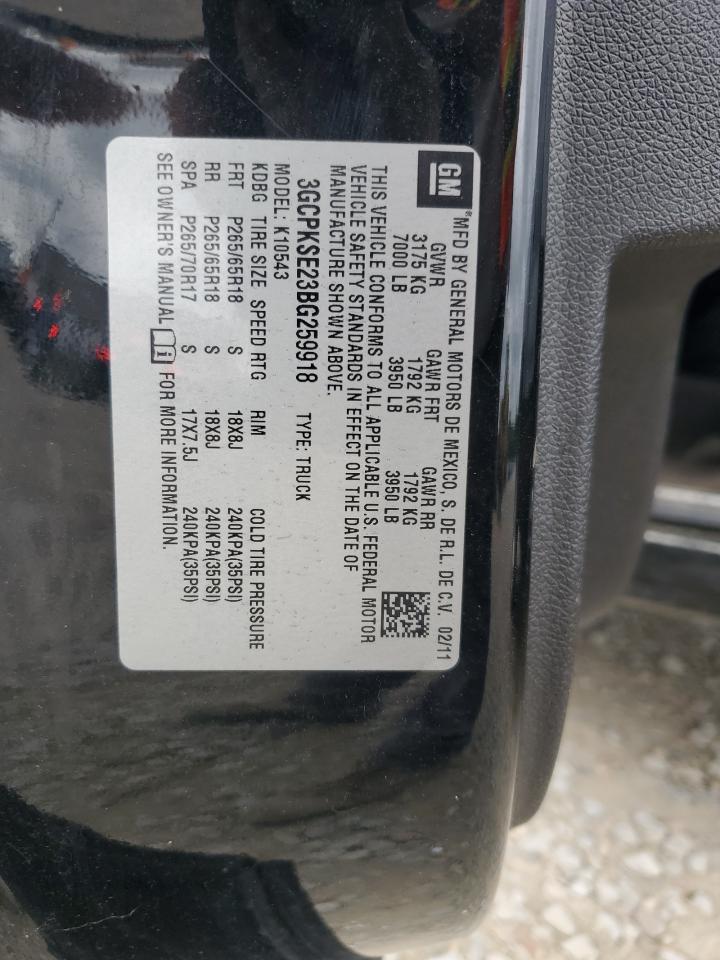 GM
®MFD BY GENERAL MOTORS DE MEXICO, S. DE R.L. DE C.V. 02/11
GVWR GAWR FRT GAWR RR
3175 KG 1792 KG 1792 KG
7000 LB 3950 LB 3950 LB
THIS VEHICLE CONFORMS TO ALL APPLICABLE U.S. FEDERAL MOTOR
VEHICLE SAFETY STANDARDS IN EFFECT ON THE DATE OF
MANUFACTURE SHOWN ABOVE.
3GCPKSE23BG259918 TYPE: TRUCK
MODEL: K10543
KDBG TIRE SIZE SPEED RTG RIM COLD TIRE PRESSURE
FRT P265/65R18 S 18X8J 240KPA(35PSI)
RR P265/65R18 S 18X8J 240KPA(35PSI)
SPA P265/70R17 S 17X7.5J 240KPA(35PSI)
SEE OWNER'S MANUAL i FOR MORE INFORMATION.